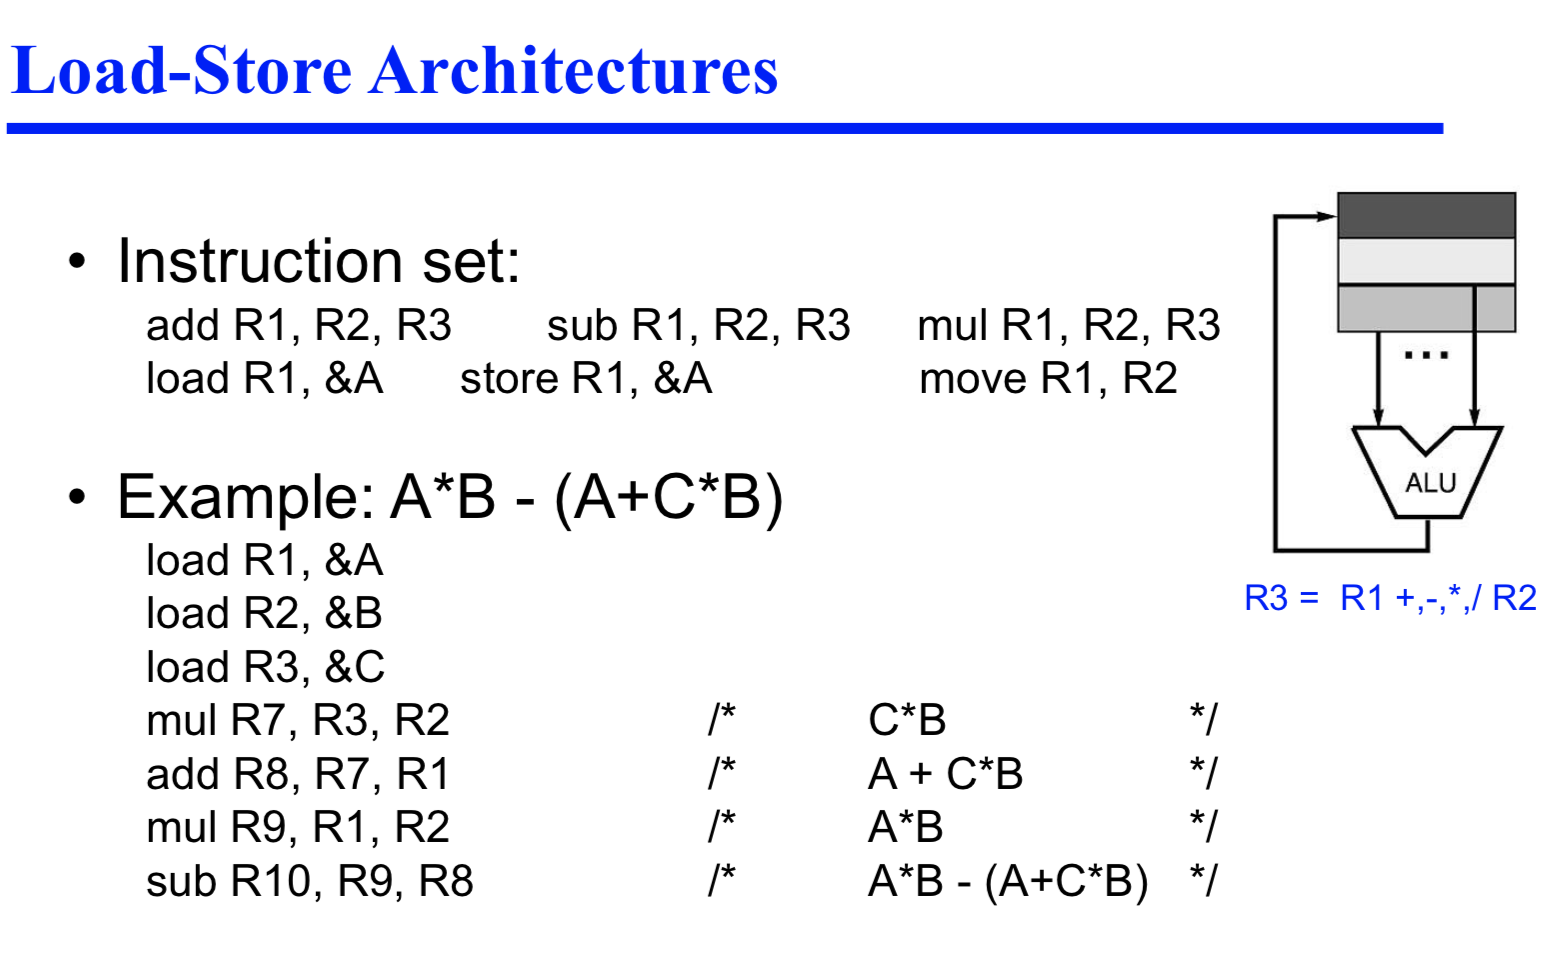 Load-Store Architectures
• Instruction set:
add R1, R2, R3 sub R1, R2, R3 mul R1, R2, R3
load R1, &A store R1, &A move R1, R2
• Example: A*B - (A+C*B)
load R1, &A
load R2, &B
load R3, &C
mul R7, R3, R2 /* C*B */
add R8, R7, R1 /* A + C*B */
mul R9, R1, R2 /* A*B */
sub R10, R9, R8 /* A*B - (A+C*B) */
...
ALU
R3 = R1 +,-,*,/ R2